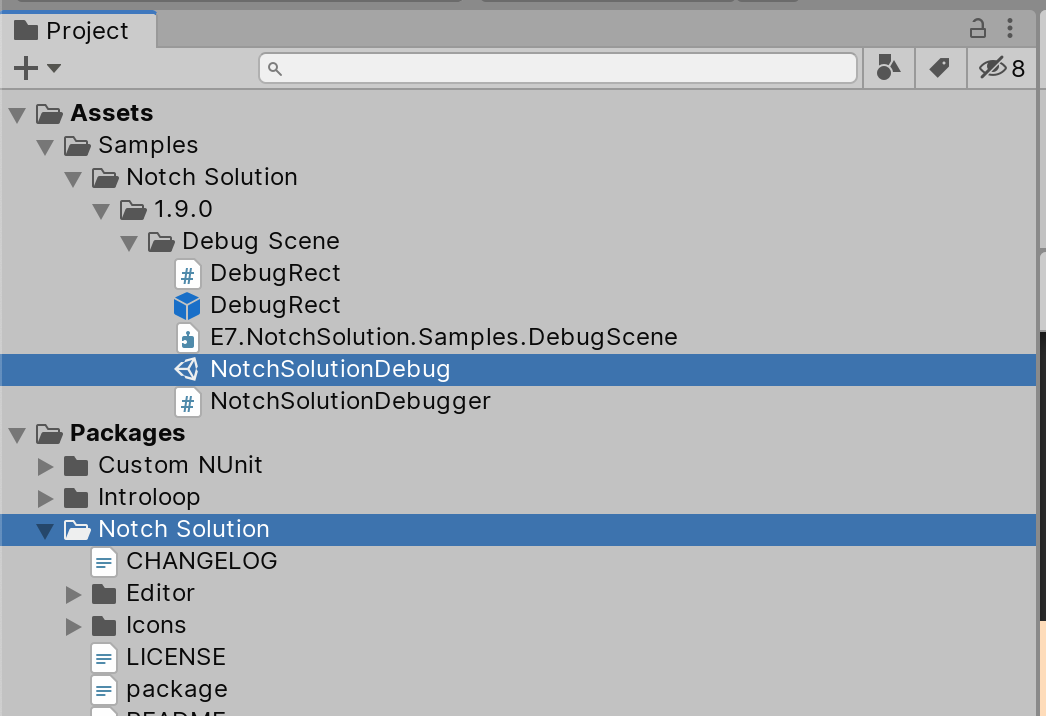 Project
8
Assets
Samples
Notch Solution
1.9.0
Debug Scene
DebugRect
DebugRect
E7.NotchSolution.Samples.DebugScene
NotchSolutionDebug
NotchSolutionDebugger
Packages
Custom NUnit
Introloop
Notch Solution
CHANGELOG
Editor
Icons
LICENSE
package
README